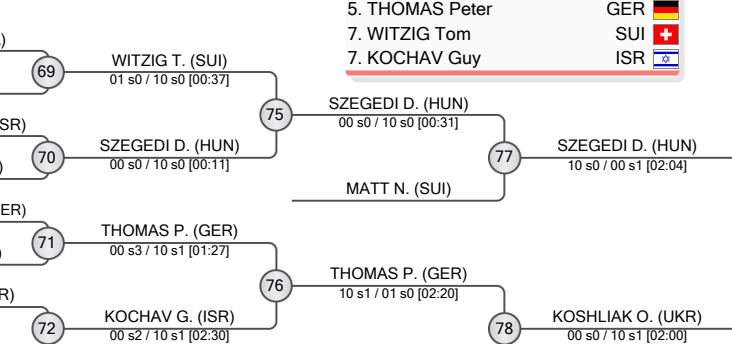 5. THOMAS Peter GER
7. WITZIG Tom SUI
7. KOCHAV Guy ISR
)
69
WITZIG T. (SUI)
01 s0 / 10 s0 [00:37]
75
SZEGEDI D. (HUN)
00 s0 / 10 s0 [00:31]
SR)
70
)
SZEGEDI D. (HUN)
00 s0 / 10 s0 [00:11]
77
SZEGEDI D. (HUN)
10 s0 / 00 s1 [02:04]
MATT N. (SUI)
ER)
71
)
THOMAS P. (GER)
00 s3 / 10 s1 [01:27]
76
THOMAS P. (GER)
10 s1 / 01 s0 [02:20]
R)
72
KOCHAV G. (ISR)
00 s2 / 10 s1 [02:30]
78
KOSHLIAK O. (UKR)
00 s0 / 10 s1 [02:00]